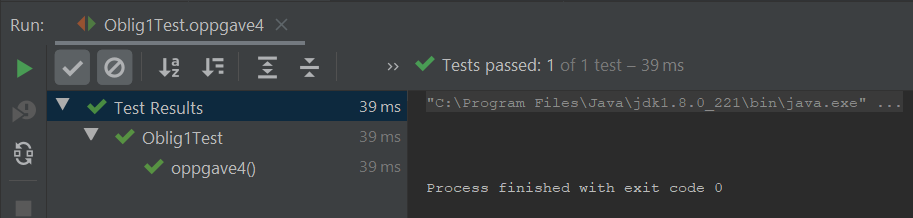 Run: Oblig1Test.oppgave4 ×
>> Tests passed: 1 of 1 test – 39 ms
Test Results 39 ms
Oblig1Test 39 ms
oppgave4() 39 ms
"C:\Program Files\Java\jdk1.8.0_221\bin\java.exe" ...
Process finished with exit code 0